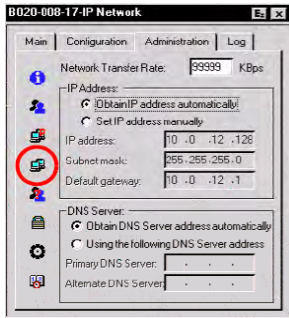 B020-008-17-IP Network
Main Configuration Administration Log
Network Transfer Rate: 99999 KBps
IP Address:
Obtain IP address automatically
Set IP address manually
IP address: 10 .0 .12 .128
Subnet mask: 255.255.255.0
Default gateway: 10 .0 .12 .1
DNS Server:
Obtain DNS Server address automatically
Using the following DNS Server address
Primary DNS Server: . . .
Alternate DNS Server: . . .